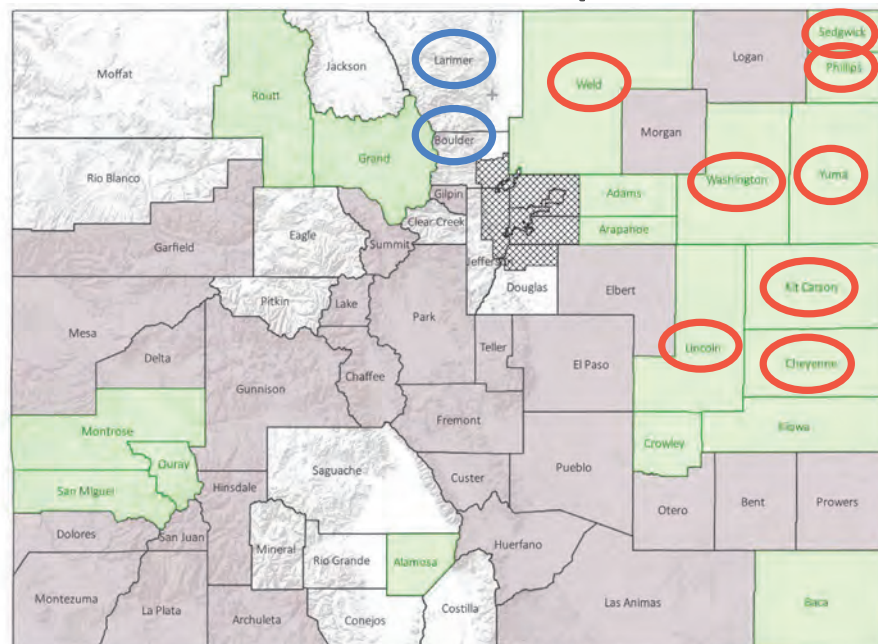 Sedgwick
Larimer
Jackson
Logan
Phillips
Moffat
Weld
Routt
Morgan
Boulder
Grand
Rio Blanco
Washington
Yuma
Adams
Gilpin
Clear Creek
Arapahoe
Eagle
Summit
Garfield
Jefferson
Douglas
Elbert
Kit Carson
Pitkin
Lake
Park
Mesa
Teller
Lincoln
Delta
El Paso
Cheyenne
Chaffee
Gunnison
Fremont
Montrose
Kiowa
Crowley
Ouray
Saguache
Pueblo
Custer
San Miguel
Hinsdale
Otero
Bent
Prowers
Dolores
San Juan
Mineral
Huerfano
Rio Grande
Alamosa
Montezuma
La Plata
Costilla
Las Animas
Baca
Archuleta
Conejos